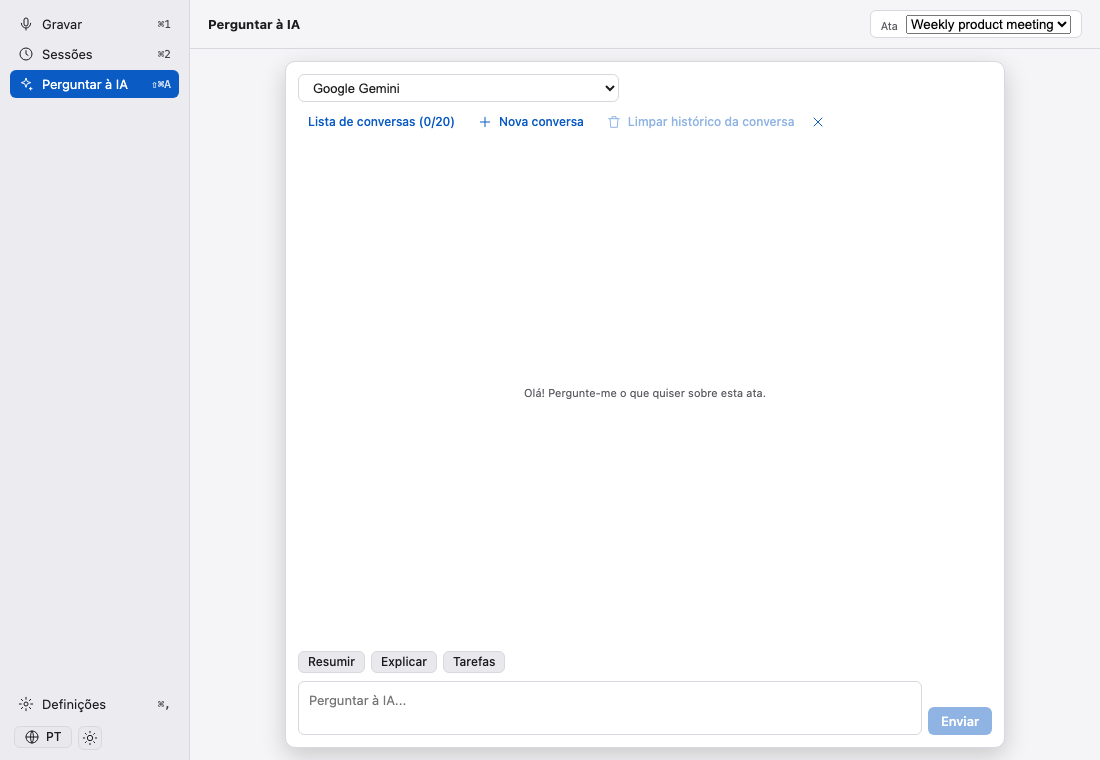 Gravar ⌘1
Sessões ⌘2
Perguntar à IA ⇧⌘A
Definições ⌘,
PT
Perguntar à IA
Ata Weekly product meeting
Google Gemini
Lista de conversas (0/20) Nova conversa Limpar histórico da conversa
Olá! Pergunte-me o que quiser sobre esta ata.
Resumir Explicar Tarefas
Perguntar à IA...
Enviar